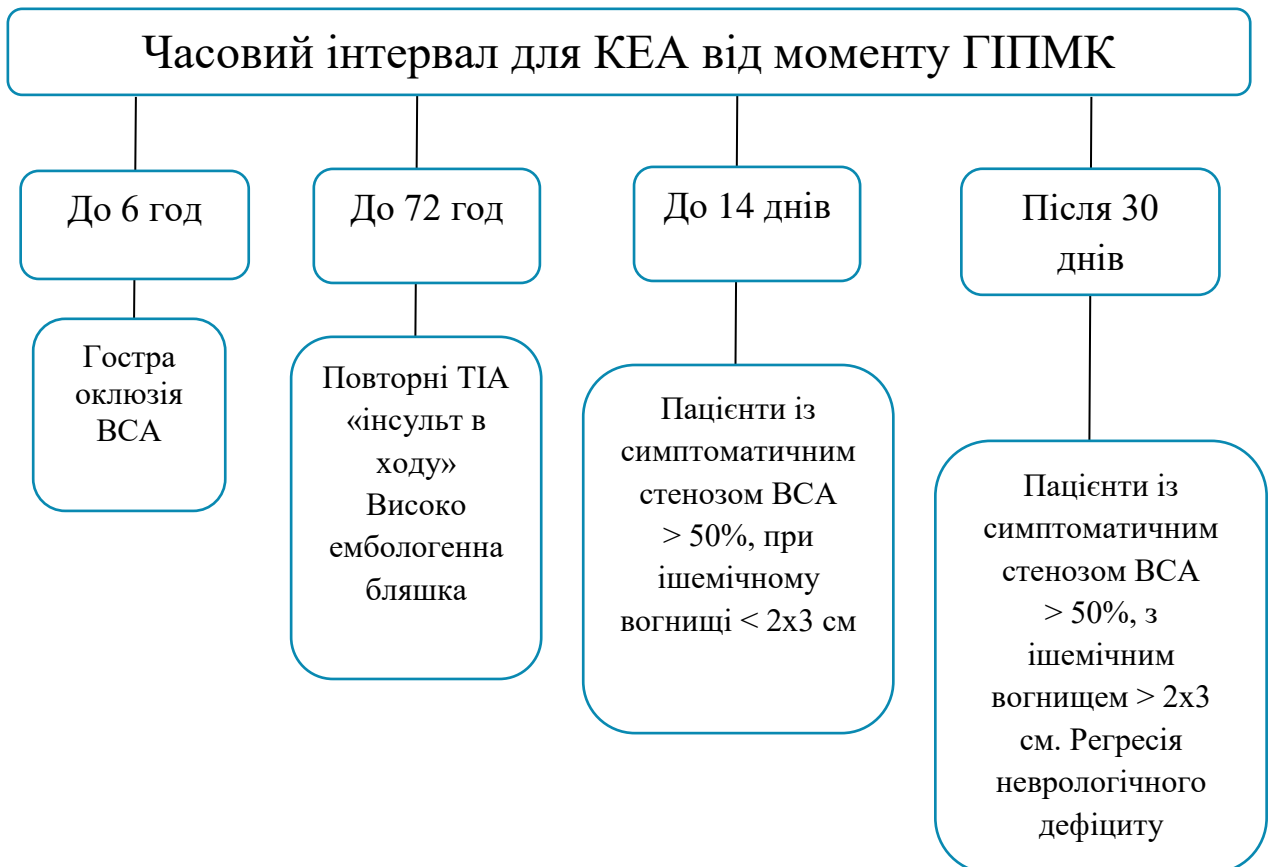 Часовий інтервал для КЕА від моменту ГІПМК
До 6 год
До 72 год
До 14 днів
Після 30
днів
Гостра
оклюзія
ВСА
Повторні ТІА
«інсульт в
ходу»
Високо
ембологенна
бляшка
Пацієнти із
симптоматичним
стенозом ВСА
> 50%, при
ішемічному
вогнищі < 2х3 см
Пацієнти із
симптоматичним
стенозом ВСА
> 50%, з
ішемічним
вогнищем > 2х3
см. Регресія
неврологічного
дефіциту